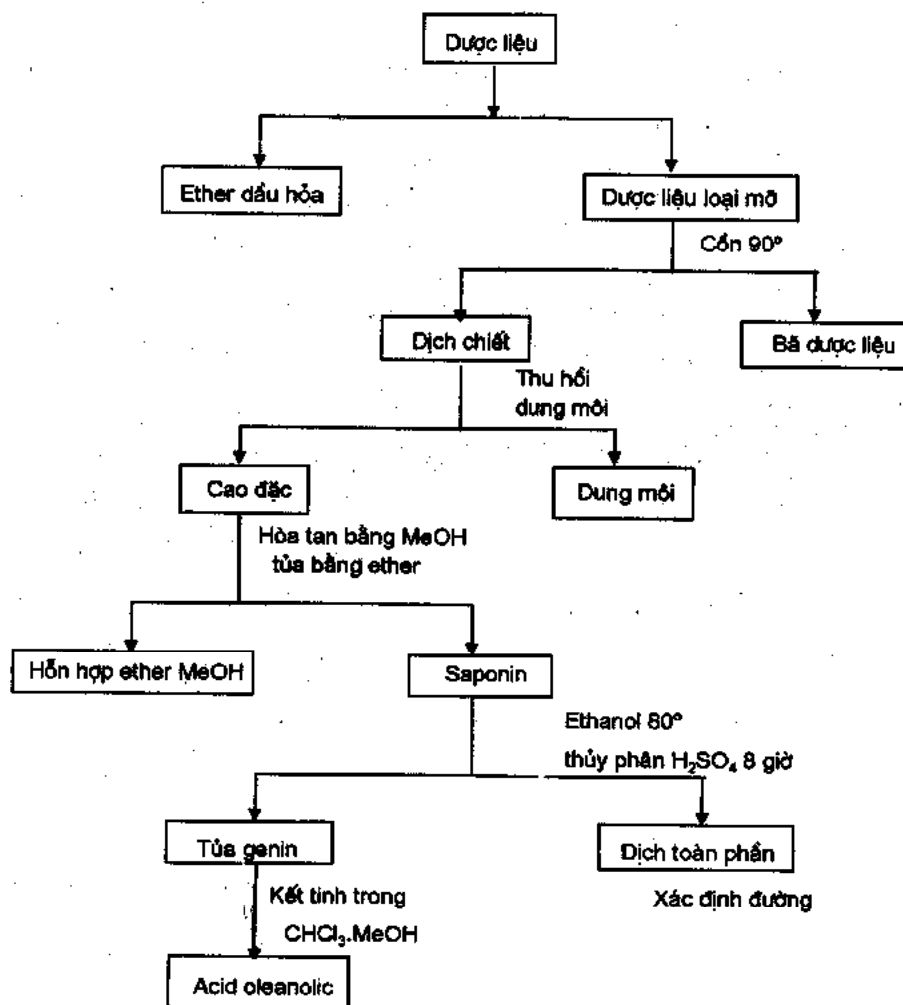 Dược liệu
Ether dầu hỏa
Dược liệu loại mỡ
Cồn 90°
Dịch chiết
Bã dược liệu
Thu hồi
dung môi
Cao đặc
Dung môi
Hòa tan bằng MeOH
tủa bằng ether
Hỗn hợp ether MeOH
Saponin
Ethanol 80°
thủy phân H₂SO₄ 8 giờ
Tủa genin
Dịch toàn phần
Kết tinh trong
CHCl₃.MeOH
Xác định đường
Acid oleanolic